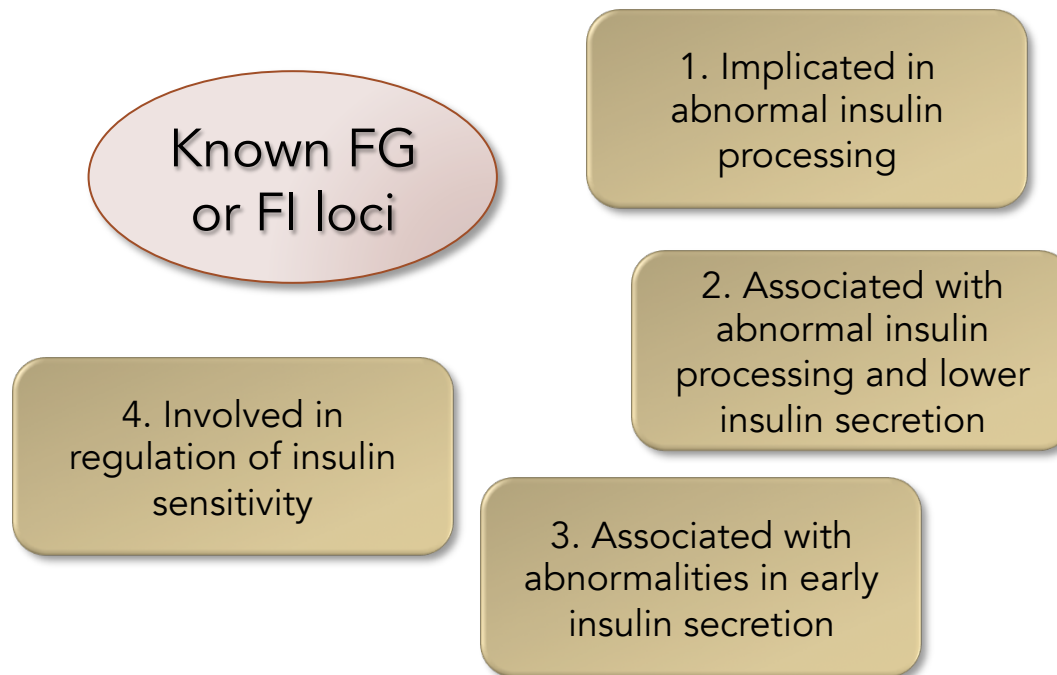 Known FG
or FI loci
1. Implicated in
abnormal insulin
processing
2. Associated with
abnormal insulin
processing and lower
insulin secretion
3. Associated with
abnormalities in early
insulin secretion
4. Involved in
regulation of insulin
sensitivity